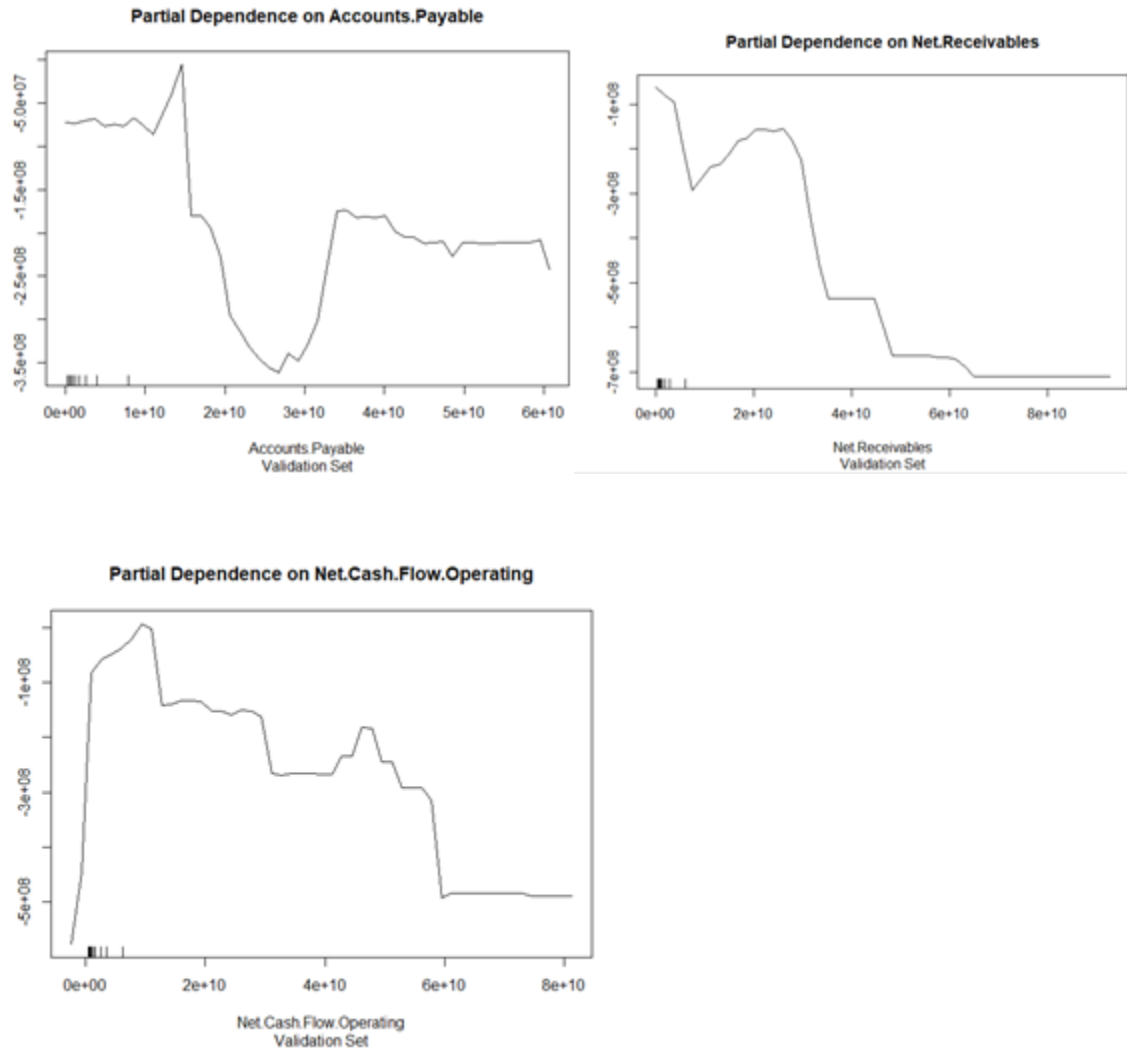 Partial Dependence on Accounts.Payable
-5.0e+07
-1.5e+08
-2.5e+08
-3.5e+08
0e+00 1e+10 2e+10 3e+10 4e+10 5e+10 6e+10
Accounts.Payable
Validation Set
Partial Dependence on Net.Receivables
-1e+08
-3e+08
-5e+08
-7e+08
0e+00 2e+10 4e+10 6e+10 8e+10
Net.Receivables
Validation Set
Partial Dependence on Net.Cash.Flow.Operating
-1e+08
-3e+08
-5e+08
0e+00 2e+10 4e+10 6e+10 8e+10
Net.Cash.Flow.Operating
Validation Set